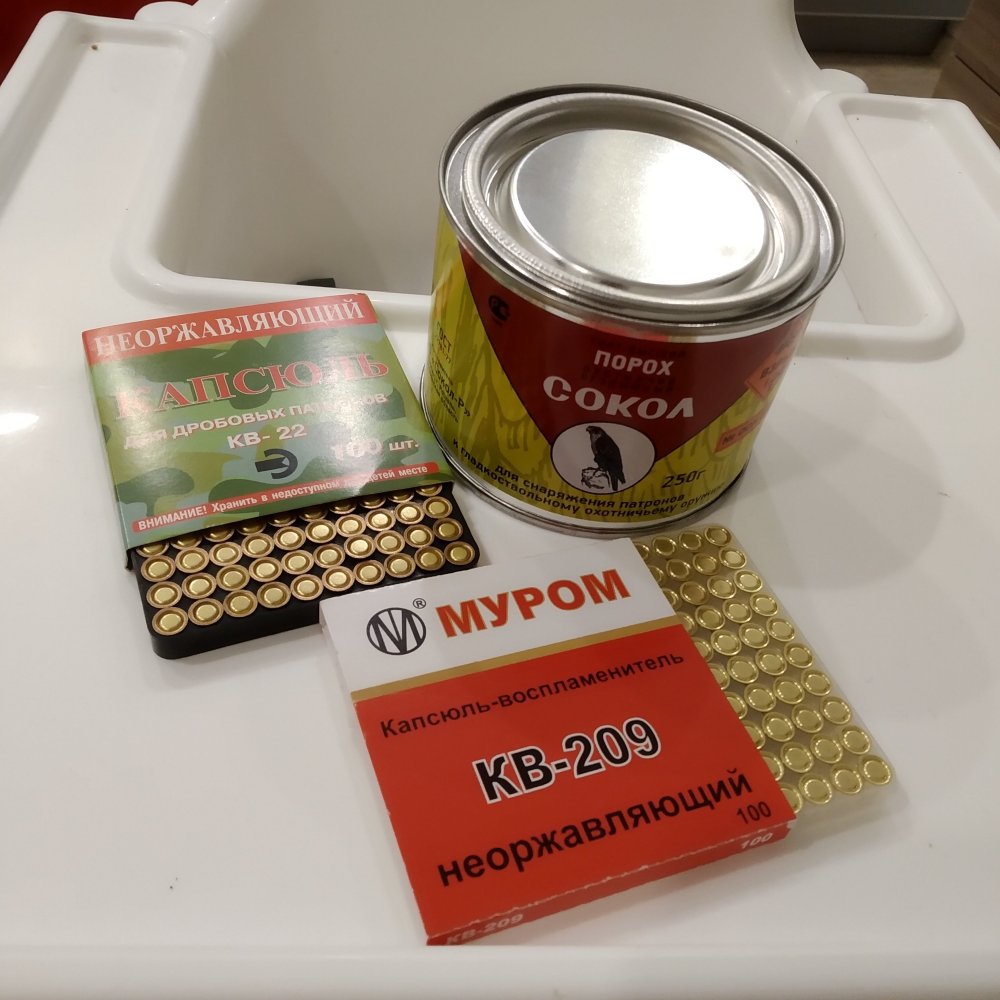 НЕОРЖАВЛЯЮЩИЙ
КАПСЮЛЬ
ДЛЯ ДРОБОВЫХ ПАТРОНОВ
КВ- 22
100 шт.
ВНИМАНИЕ! Хранить в недоступном для детей месте
ПОРОХ
СОКОЛ
250г
для снаряжения патронов
к гладкоствольному охотничьему
МУРОМ
®
Капсюль-воспламенитель
КВ-209
неоржавляющий
100
100
КВ-209